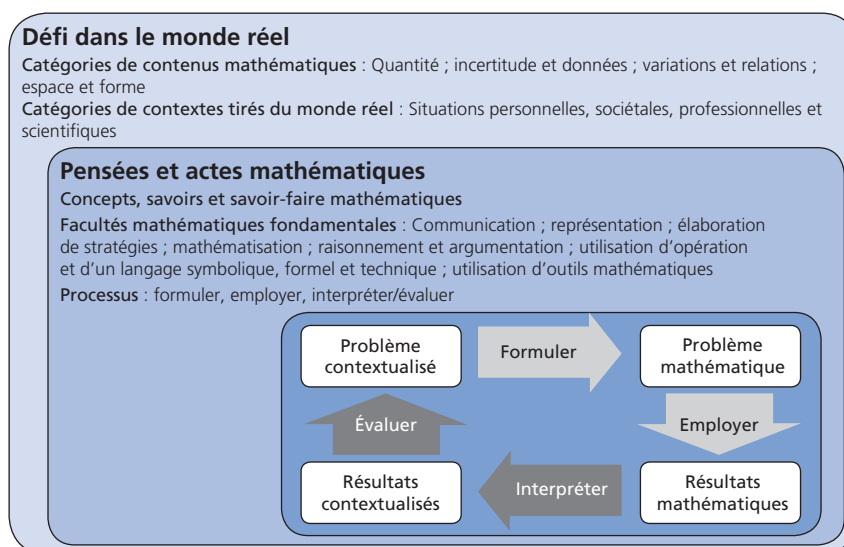 Défi dans le monde réel
Catégories de contenus mathématiques : Quantité ; incertitude et données ; variations et relations ;
espace et forme
Catégories de contextes tirés du monde réel : Situations personnelles, sociétales, professionnelles et
scientifiques
Pensées et actes mathématiques
Concepts, savoirs et savoir-faire mathématiques
Facultés mathématiques fondamentales : Communication ; représentation ; élaboration
de stratégies ; mathématisation ; raisonnement et argumentation ; utilisation d'opération
et d'un langage symbolique, formel et technique ; utilisation d'outils mathématiques
Processus : formuler, employer, interpréter/évaluer
Problème
contextualisé
Formuler
Problème
mathématique
Évaluer
Employer
Résultats
contextualisés
Interpréter
Résultats
mathématiques